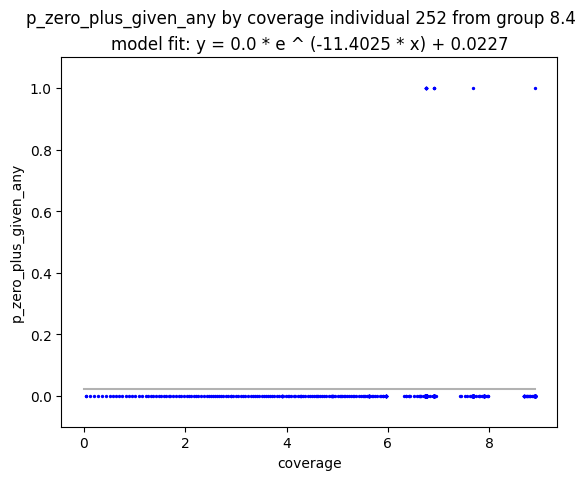 p_zero_plus_given_any by coverage individual 252 from group 8.4
model fit: y = 0.0 * e ^ (-11.4025 * x) + 0.0227
1.0
0.8
0.6
0.4
0.2
0.0
p_zero_plus_given_any
0 2 4 6 8
coverage